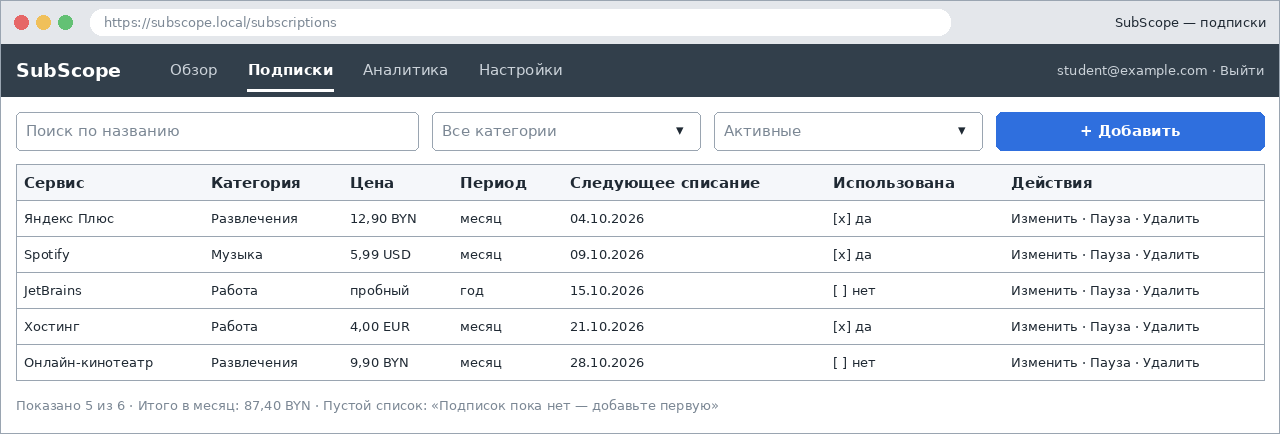 https://subscope.local/subscriptions SubScope — подписки
SubScope Обзор Подписки Аналитика Настройки student@example.com · Выйти
Поиск по названию Все категории ▼ Активные ▼ + Добавить
Сервис Категория Цена Период Следующее списание Использована Действия
Яндекс Плюс Развлечения 12,90 BYN месяц 04.10.2026 [x] да Изменить · Пауза · Удалить
Spotify Музыка 5,99 USD месяц 09.10.2026 [x] да Изменить · Пауза · Удалить
JetBrains Работа пробный год 15.10.2026 [ ] нет Изменить · Пауза · Удалить
Хостинг Работа 4,00 EUR месяц 21.10.2026 [x] да Изменить · Пауза · Удалить
Онлайн-кинотеатр Развлечения 9,90 BYN месяц 28.10.2026 [ ] нет Изменить · Пауза · Удалить
Показано 5 из 6 · Итого в месяц: 87,40 BYN · Пустой список: «Подписок пока нет — добавьте первую»